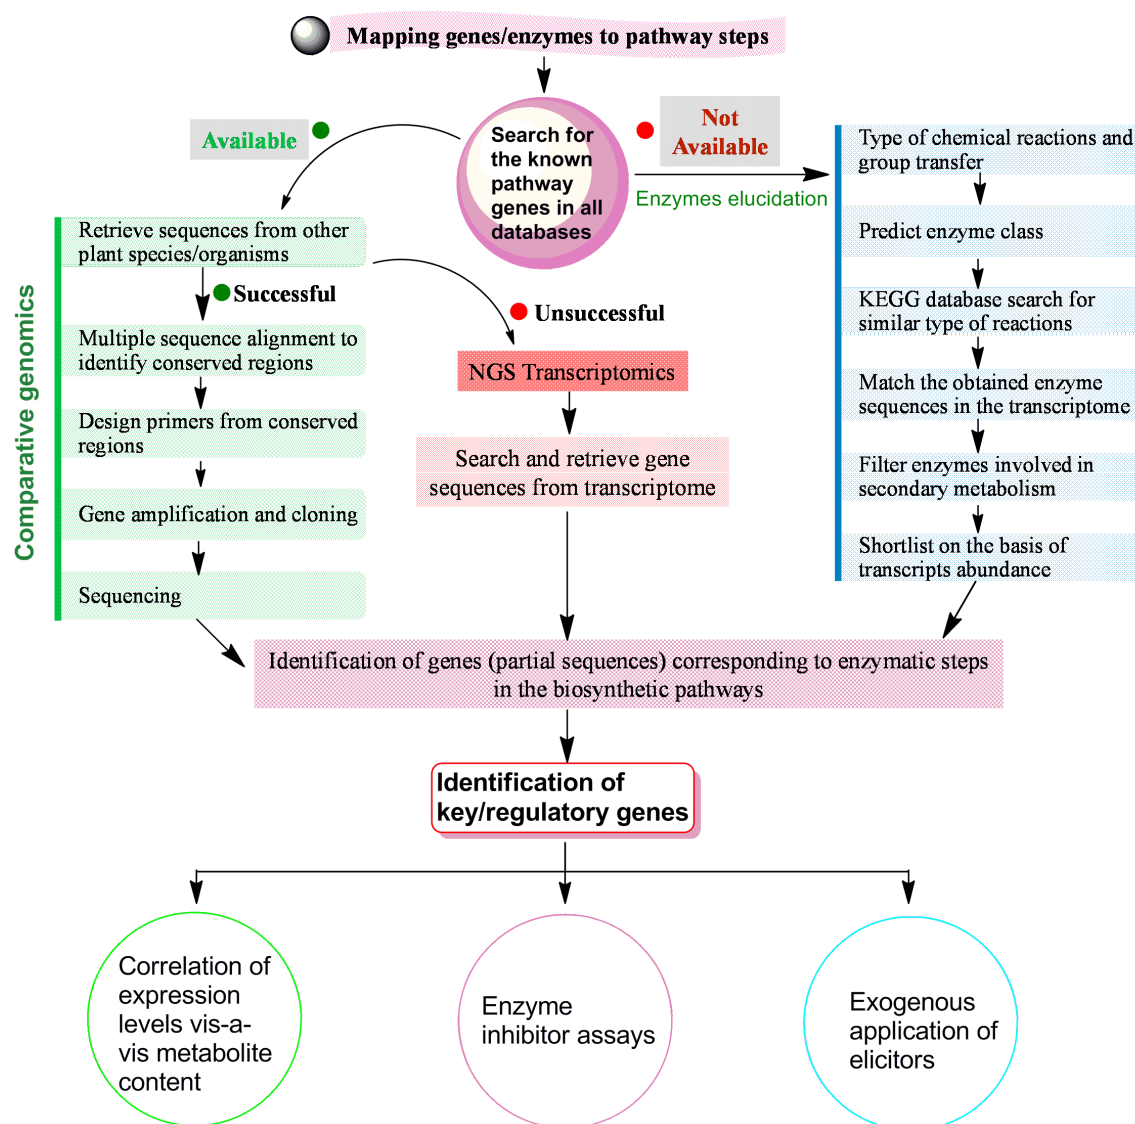 Mapping genes/enzymes to pathway steps
Search for
the known
pathway
genes in all
databases
Available
Not
Available
Enzymes elucidation
Comparative genomics
Retrieve sequences from other
plant species/organisms
Successful
Multiple sequence alignment to
identify conserved regions
Design primers from conserved
regions
Gene amplification and cloning
Sequencing
Unsuccessful
NGS Transcriptomics
Search and retrieve gene
sequences from transcriptome
Type of chemical reactions and
group transfer
Predict enzyme class
KEGG database search for
similar type of reactions
Match the obtained enzyme
sequences in the transcriptome
Filter enzymes involved in
secondary metabolism
Shortlist on the basis of
transcripts abundance
Identification of genes (partial sequences) corresponding to enzymatic steps
in the biosynthetic pathways
Identification of
key/regulatory genes
Correlation of
expression
levels vis-a-
vis metabolite
content
Enzyme
inhibitor assays
Exogenous
application of
elicitors